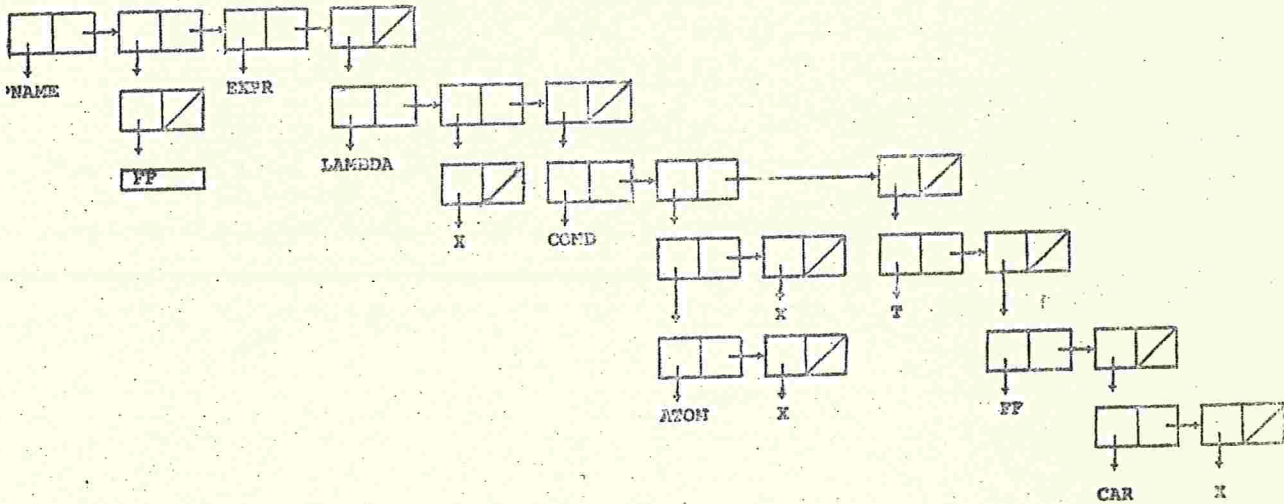 PNAME EXPR
LAMBDA
FF
X COND
X T
ATOM X FF
CAR X